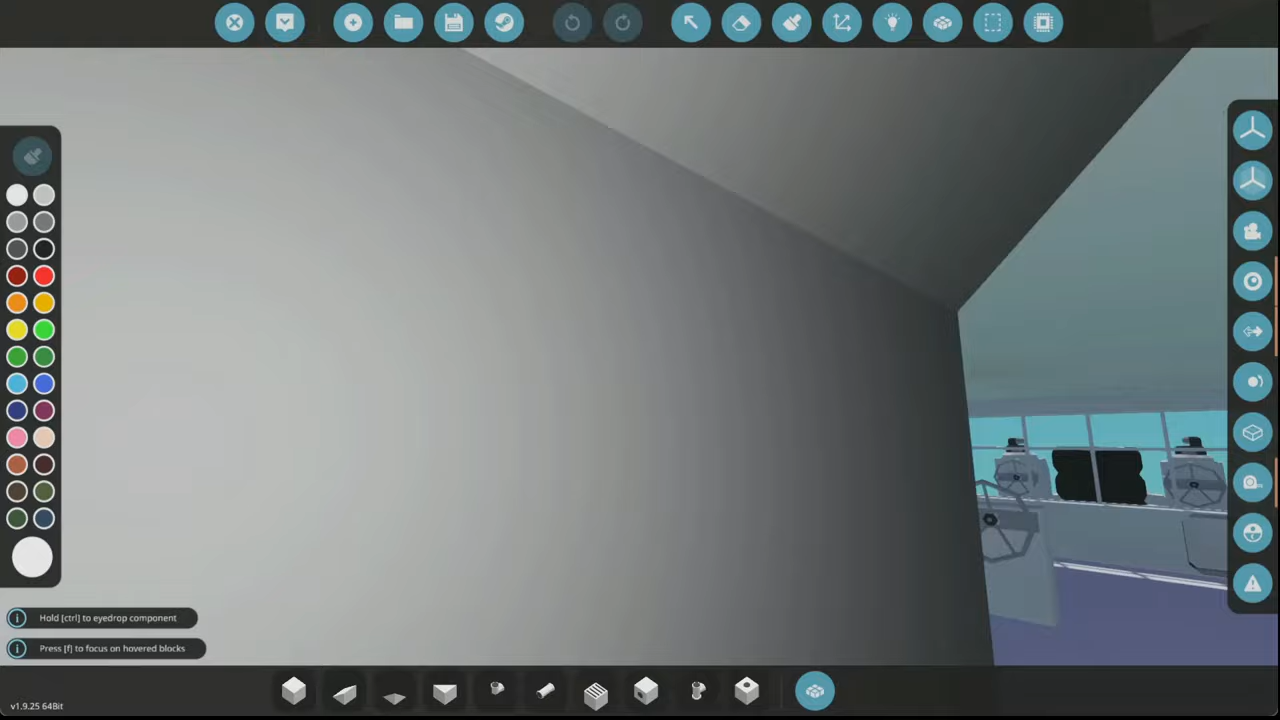 Hold [ctrl] to eyedrop component
Press [f] to focus on hovered blocks
v1.9.25 64Bit